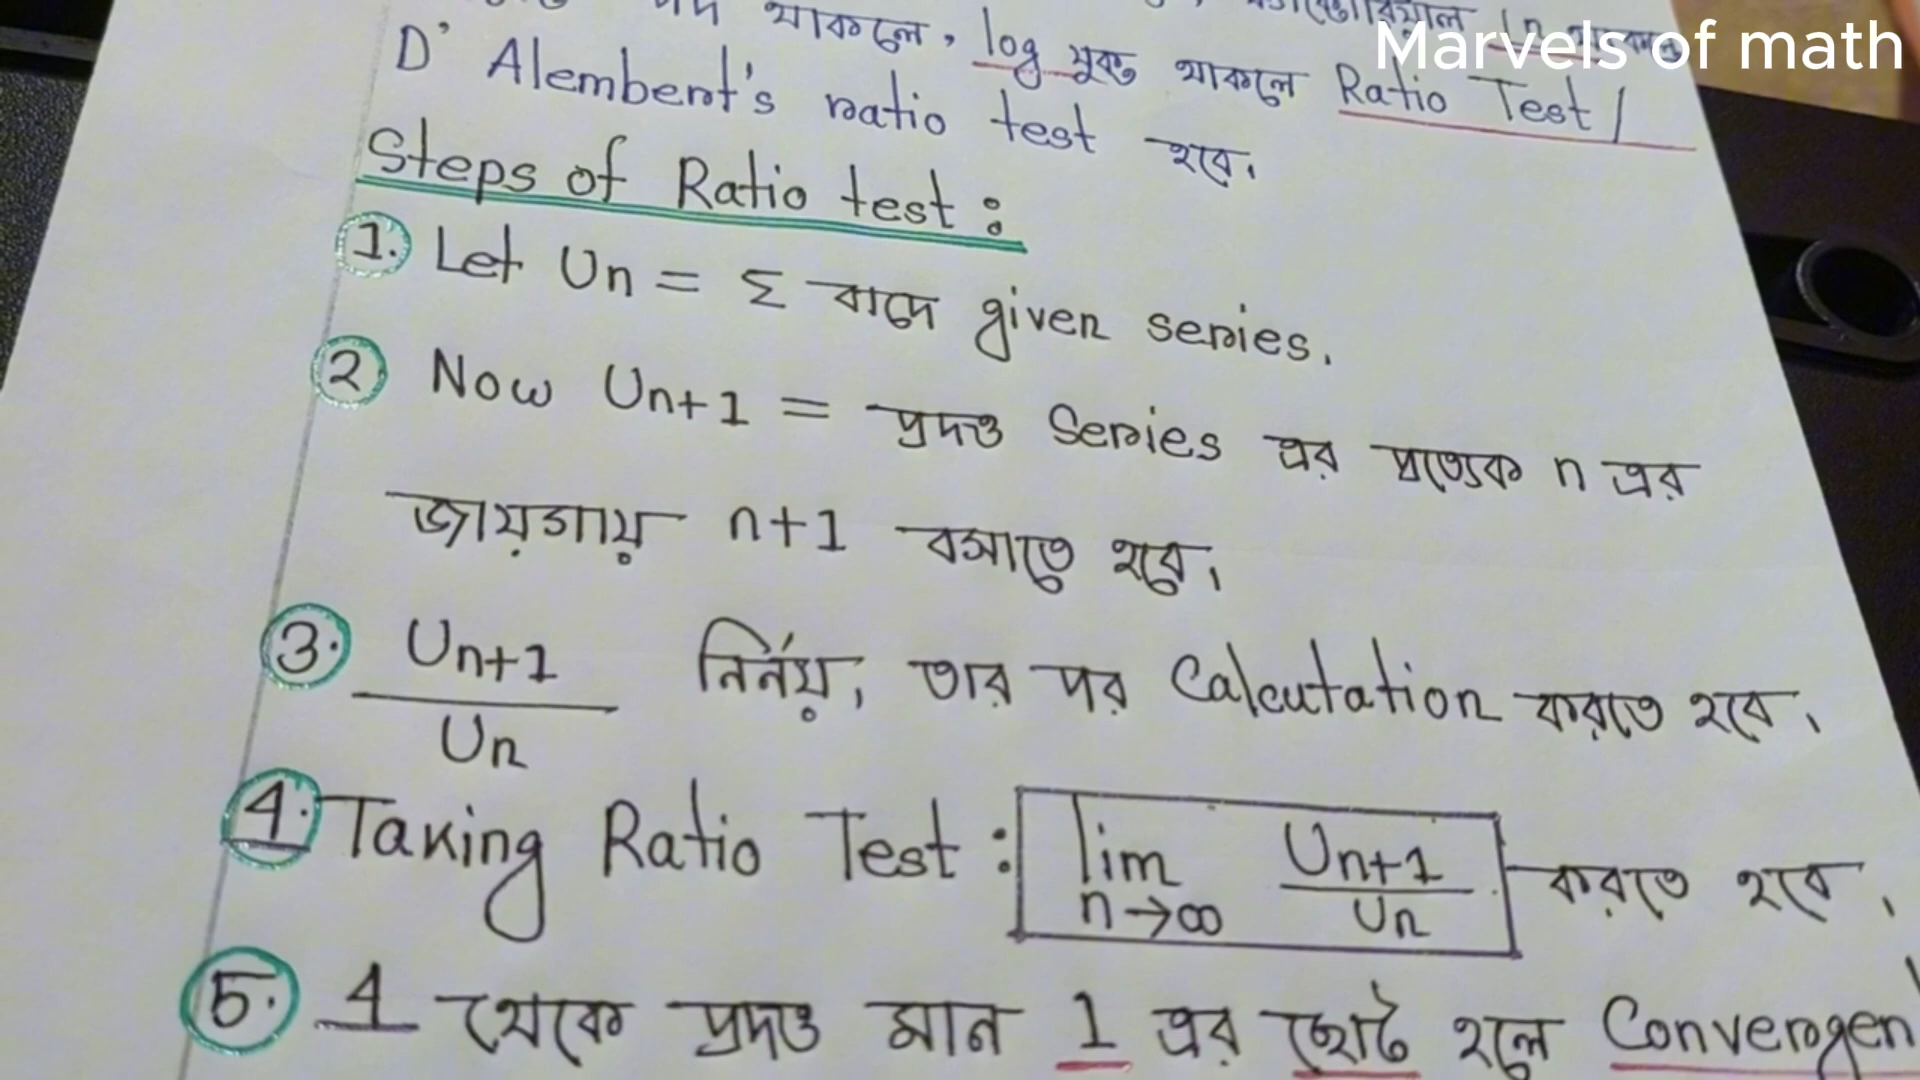 থাকলে, log যুক্ত থাকলে Ratio Test /
Marvels of math
D' Alembert's ratio test হবে।
Steps of Ratio test :
1. Let Un = Σ বাদে given series.
2 Now Un+1 = প্রদত্ত Series এর প্রত্যেক n এর
জায়গায় n+1 বসাতে হবে।
3. Un+1 / Un নির্নয়, তার পর Calcutation করতে হবে।
4. Taking Ratio Test : lim n→∞ Un+1 / Un করতে হবে।
5. 4 থেকে প্রদত্ত মান 1 এর ছোট হলে Convergen